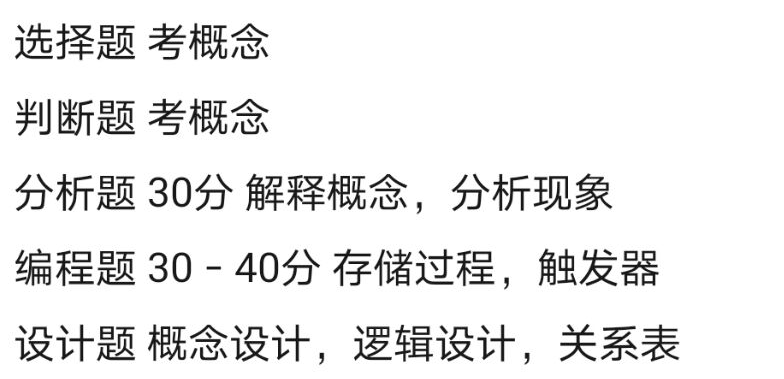 选择题 考概念
判断题 考概念
分析题 30分 解释概念，分析现象
编程题 30 - 40分 存储过程，触发器
设计题 概念设计，逻辑设计，关系表